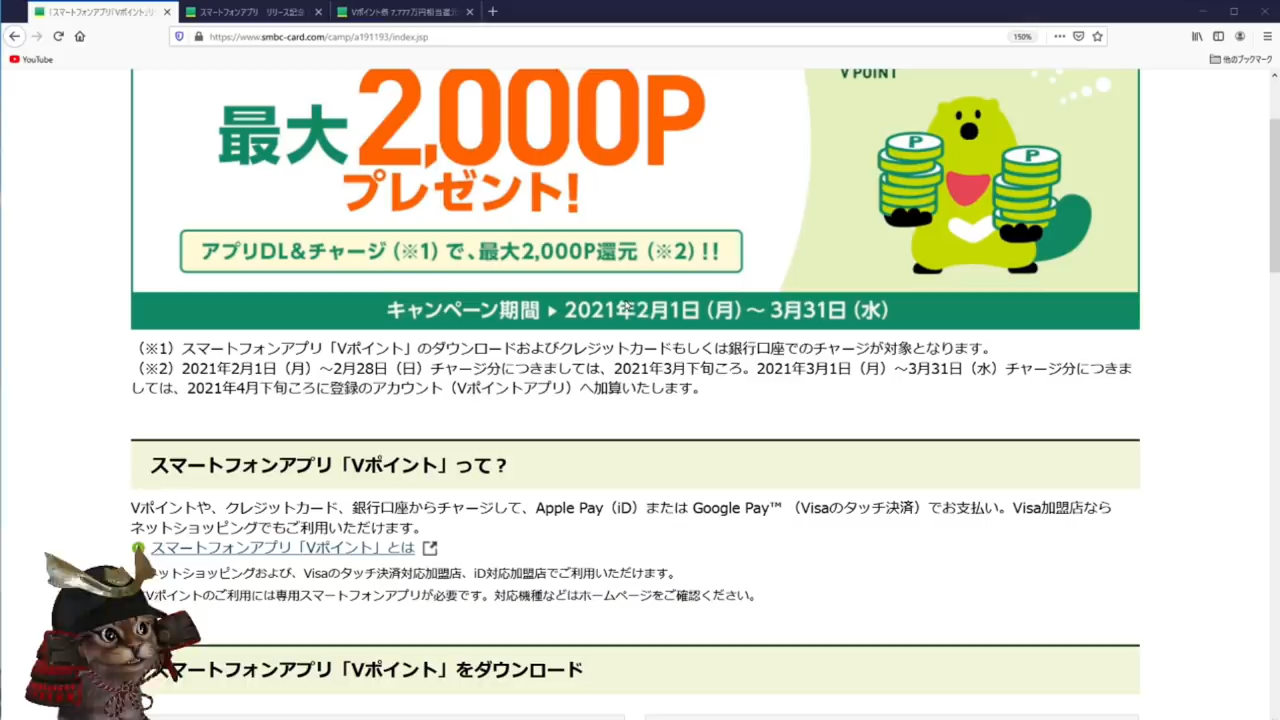 「スマートフォンアプリ「Vポイント」リリ
スマートフォンアプリ リリース記念
Vポイント祭 7,777万円相当還元
https://www.smbc-card.com/camp/a191193/index.jsp
150%
YouTube
他のブックマーク
V POINT
最大2,000P
プレゼント!
P
P
アプリDL&チャージ(※1)で、最大2,000P還元(※2)!!
キャンペーン期間 ▶ 2021年2月1日(月)~3月31日(水)
(※1)スマートフォンアプリ「Vポイント」のダウンロードおよびクレジットカードもしくは銀行口座でのチャージが対象となります。
(※2)2021年2月1日(月)~2月28日(日)チャージ分につきましては、2021年3月下旬ころ。2021年3月1日(月)~3月31日(水)チャージ分につきま
しては、2021年4月下旬ころに登録のアカウント(Vポイントアプリ)へ加算いたします。
スマートフォンアプリ「Vポイント」って?
Vポイントや、クレジットカード、銀行口座からチャージして、Apple Pay(iD)または Google Pay™ (Visaのタッチ決済)でお支払い。Visa加盟店なら
ネットショッピングでもご利用いただけます。
スマートフォンアプリ「Vポイント」とは
ネットショッピングおよび、Visaのタッチ決済対応加盟店、iD対応加盟店でご利用いただけます。
Vポイントのご利用には専用スマートフォンアプリが必要です。対応機種などはホームページをご確認ください。
スマートフォンアプリ「Vポイント」をダウンロード